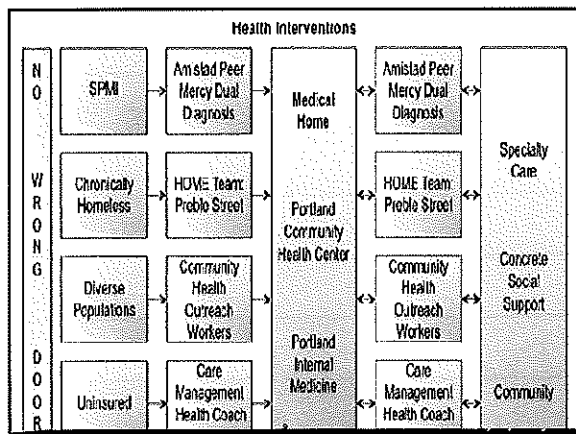 Health Interventions
NO WRONG DOOR
SPMI
Amistad Peer
Mercy Dual
Diagnosis
Chronically
Homeless
HOME Team:
Preble Street
Diverse
Populations
Community
Health
Outreach
Workers
Uninsured
Care
Management
Health Coach
Medical
Home
Portland
Community
Health Center
Portland
Internal
Medicine
Amistad Peer
Mercy Dual
Diagnosis
HOME Team:
Preble Street
Community
Health
Outreach
Workers
Care
Management
Health Coach
Specialty
Care
Concrete
Social
Support
Community